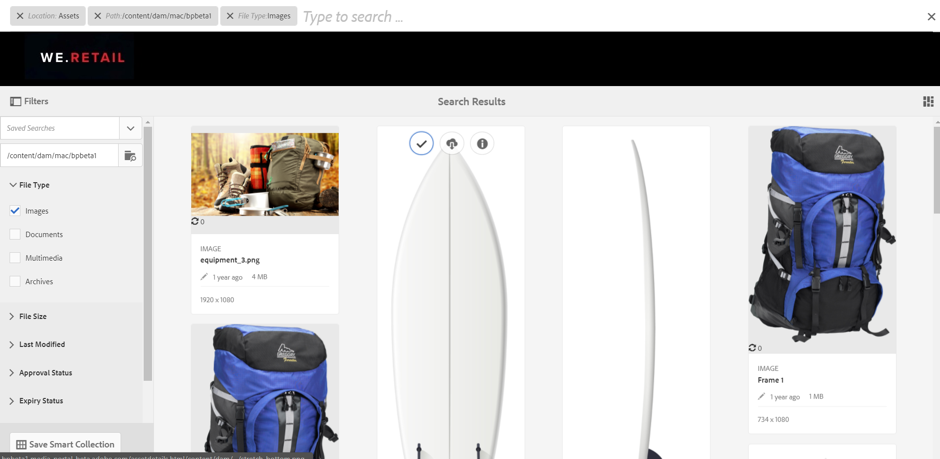 Location: Assets
Path:/content/dam/mac/bpbeta1
File Type:Images
Type to search ...
WE.RETAIL
Filters
Search Results
Saved Searches
/content/dam/mac/bpbeta1
File Type
Images
Documents
Multimedia
Archives
File Size
Last Modified
Approval Status
Expiry Status
Save Smart Collection
0
IMAGE
equipment_3.png
1 year ago 4 MB
1920 x 1080
GREGORY
0
IMAGE
Frame 1
1 year ago 1 MB
734 x 1080